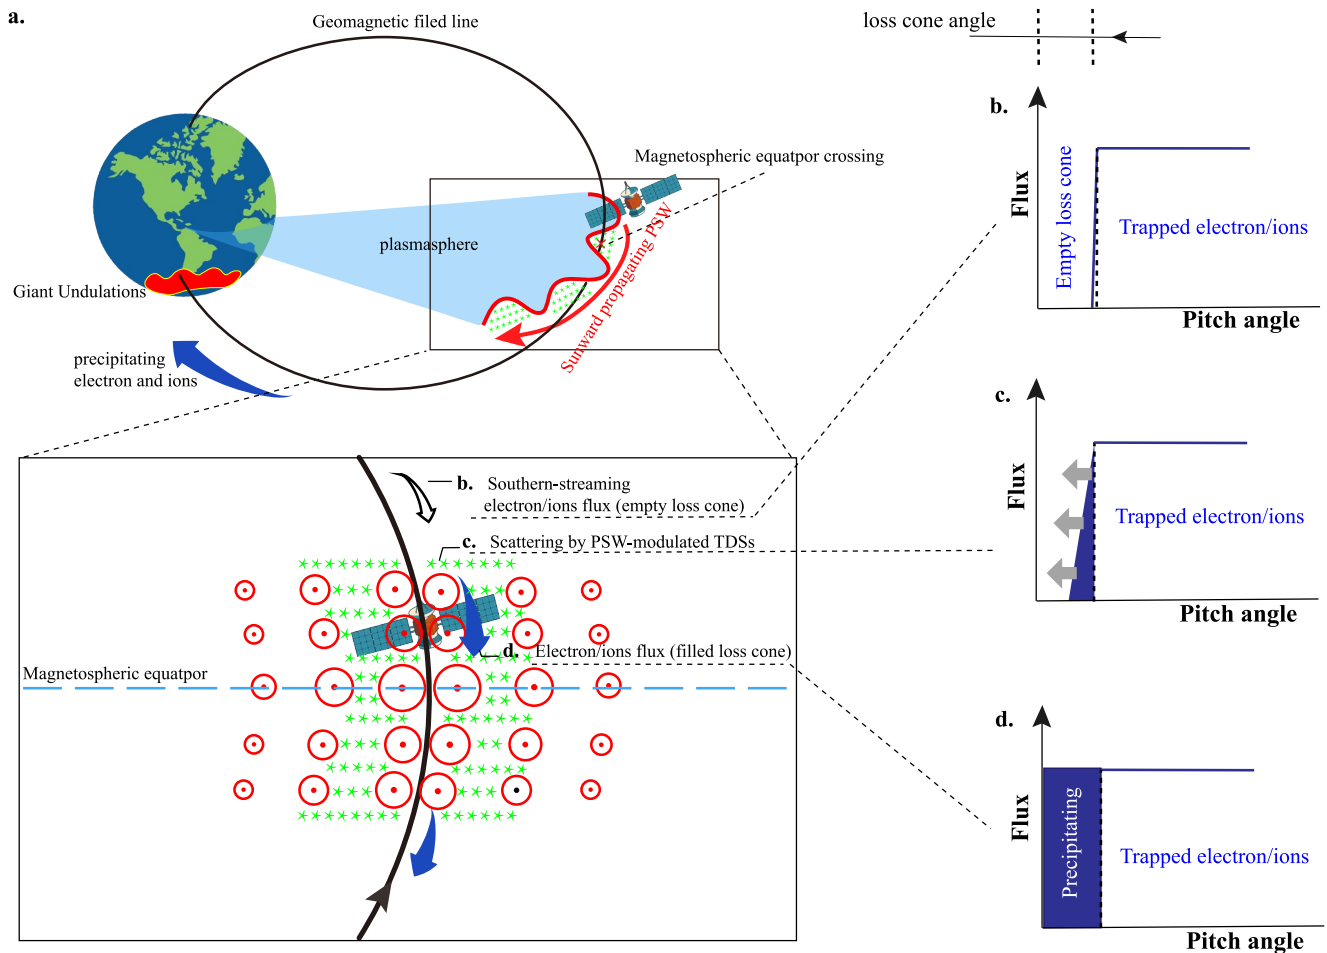 a.
Geomagnetic filed line
loss cone angle
b.
Flux
Empty loss cone
Trapped electron/ions
Pitch angle
Magnetospheric equatpor crossing
plasmasphere
Sunward propagating PSW
Giant Undulations
precipitating
electron and ions
c.
Flux
Trapped electron/ions
Pitch angle
b. Southern-streaming
electron/ions flux (empty loss cone)
c. Scattering by PSW-modulated TDSs
d. Electron/ions flux (filled loss cone)
Magnetospheric equatpor
d.
Flux
Precipitating
Trapped electron/ions
Pitch angle